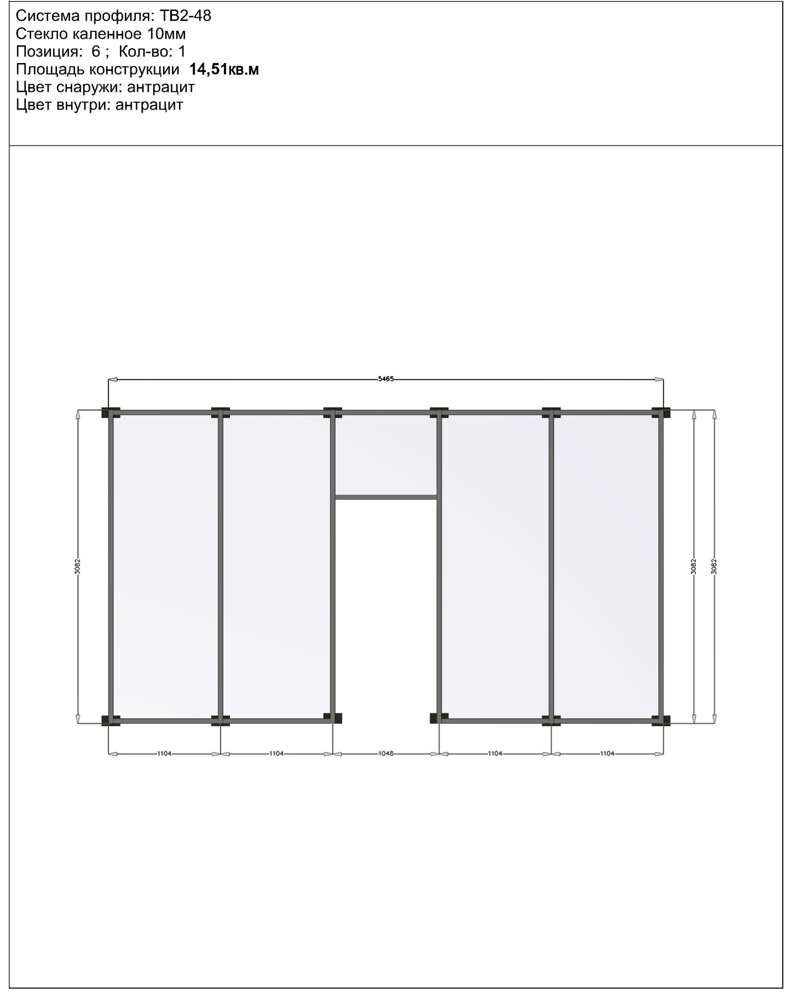 Система профиля: ТВ2-48
Стекло каленное 10мм
Позиция: 6 ; Кол-во: 1
Площадь конструкции 14,51кв.м
Цвет снаружи: антрацит
Цвет внутри: антрацит
5465
3082
3082
3082
1104
1104
1048
1104
1104